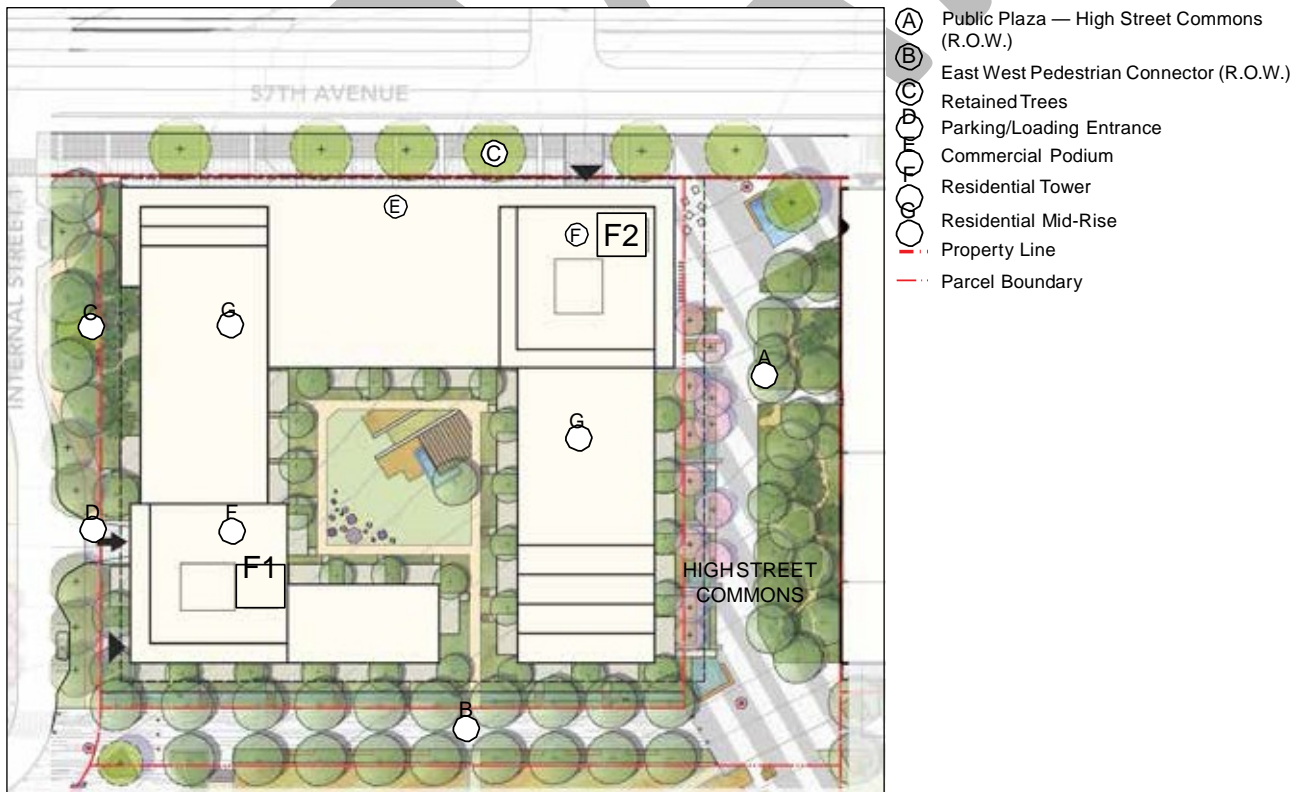 A Public Plaza — High Street Commons
(R.O.W.)
B East West Pedestrian Connector (R.O.W.)
C Retained Trees
D Parking/Loading Entrance
E Commercial Podium
F Residential Tower
G Residential Mid-Rise
Property Line
Parcel Boundary
57TH AVENUE
C
E
F F2
INTERNAL STREET
C
G
A
G
D
F
F1
HIGH STREET
COMMONS
B